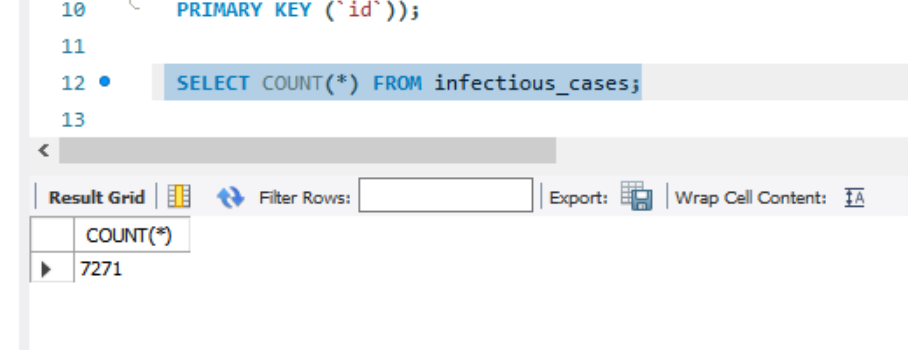 10 PRIMARY KEY (`id`));
11
12 SELECT COUNT(*) FROM infectious_cases;
13
Result Grid Filter Rows: Export: Wrap Cell Content: IA
COUNT(*)
7271